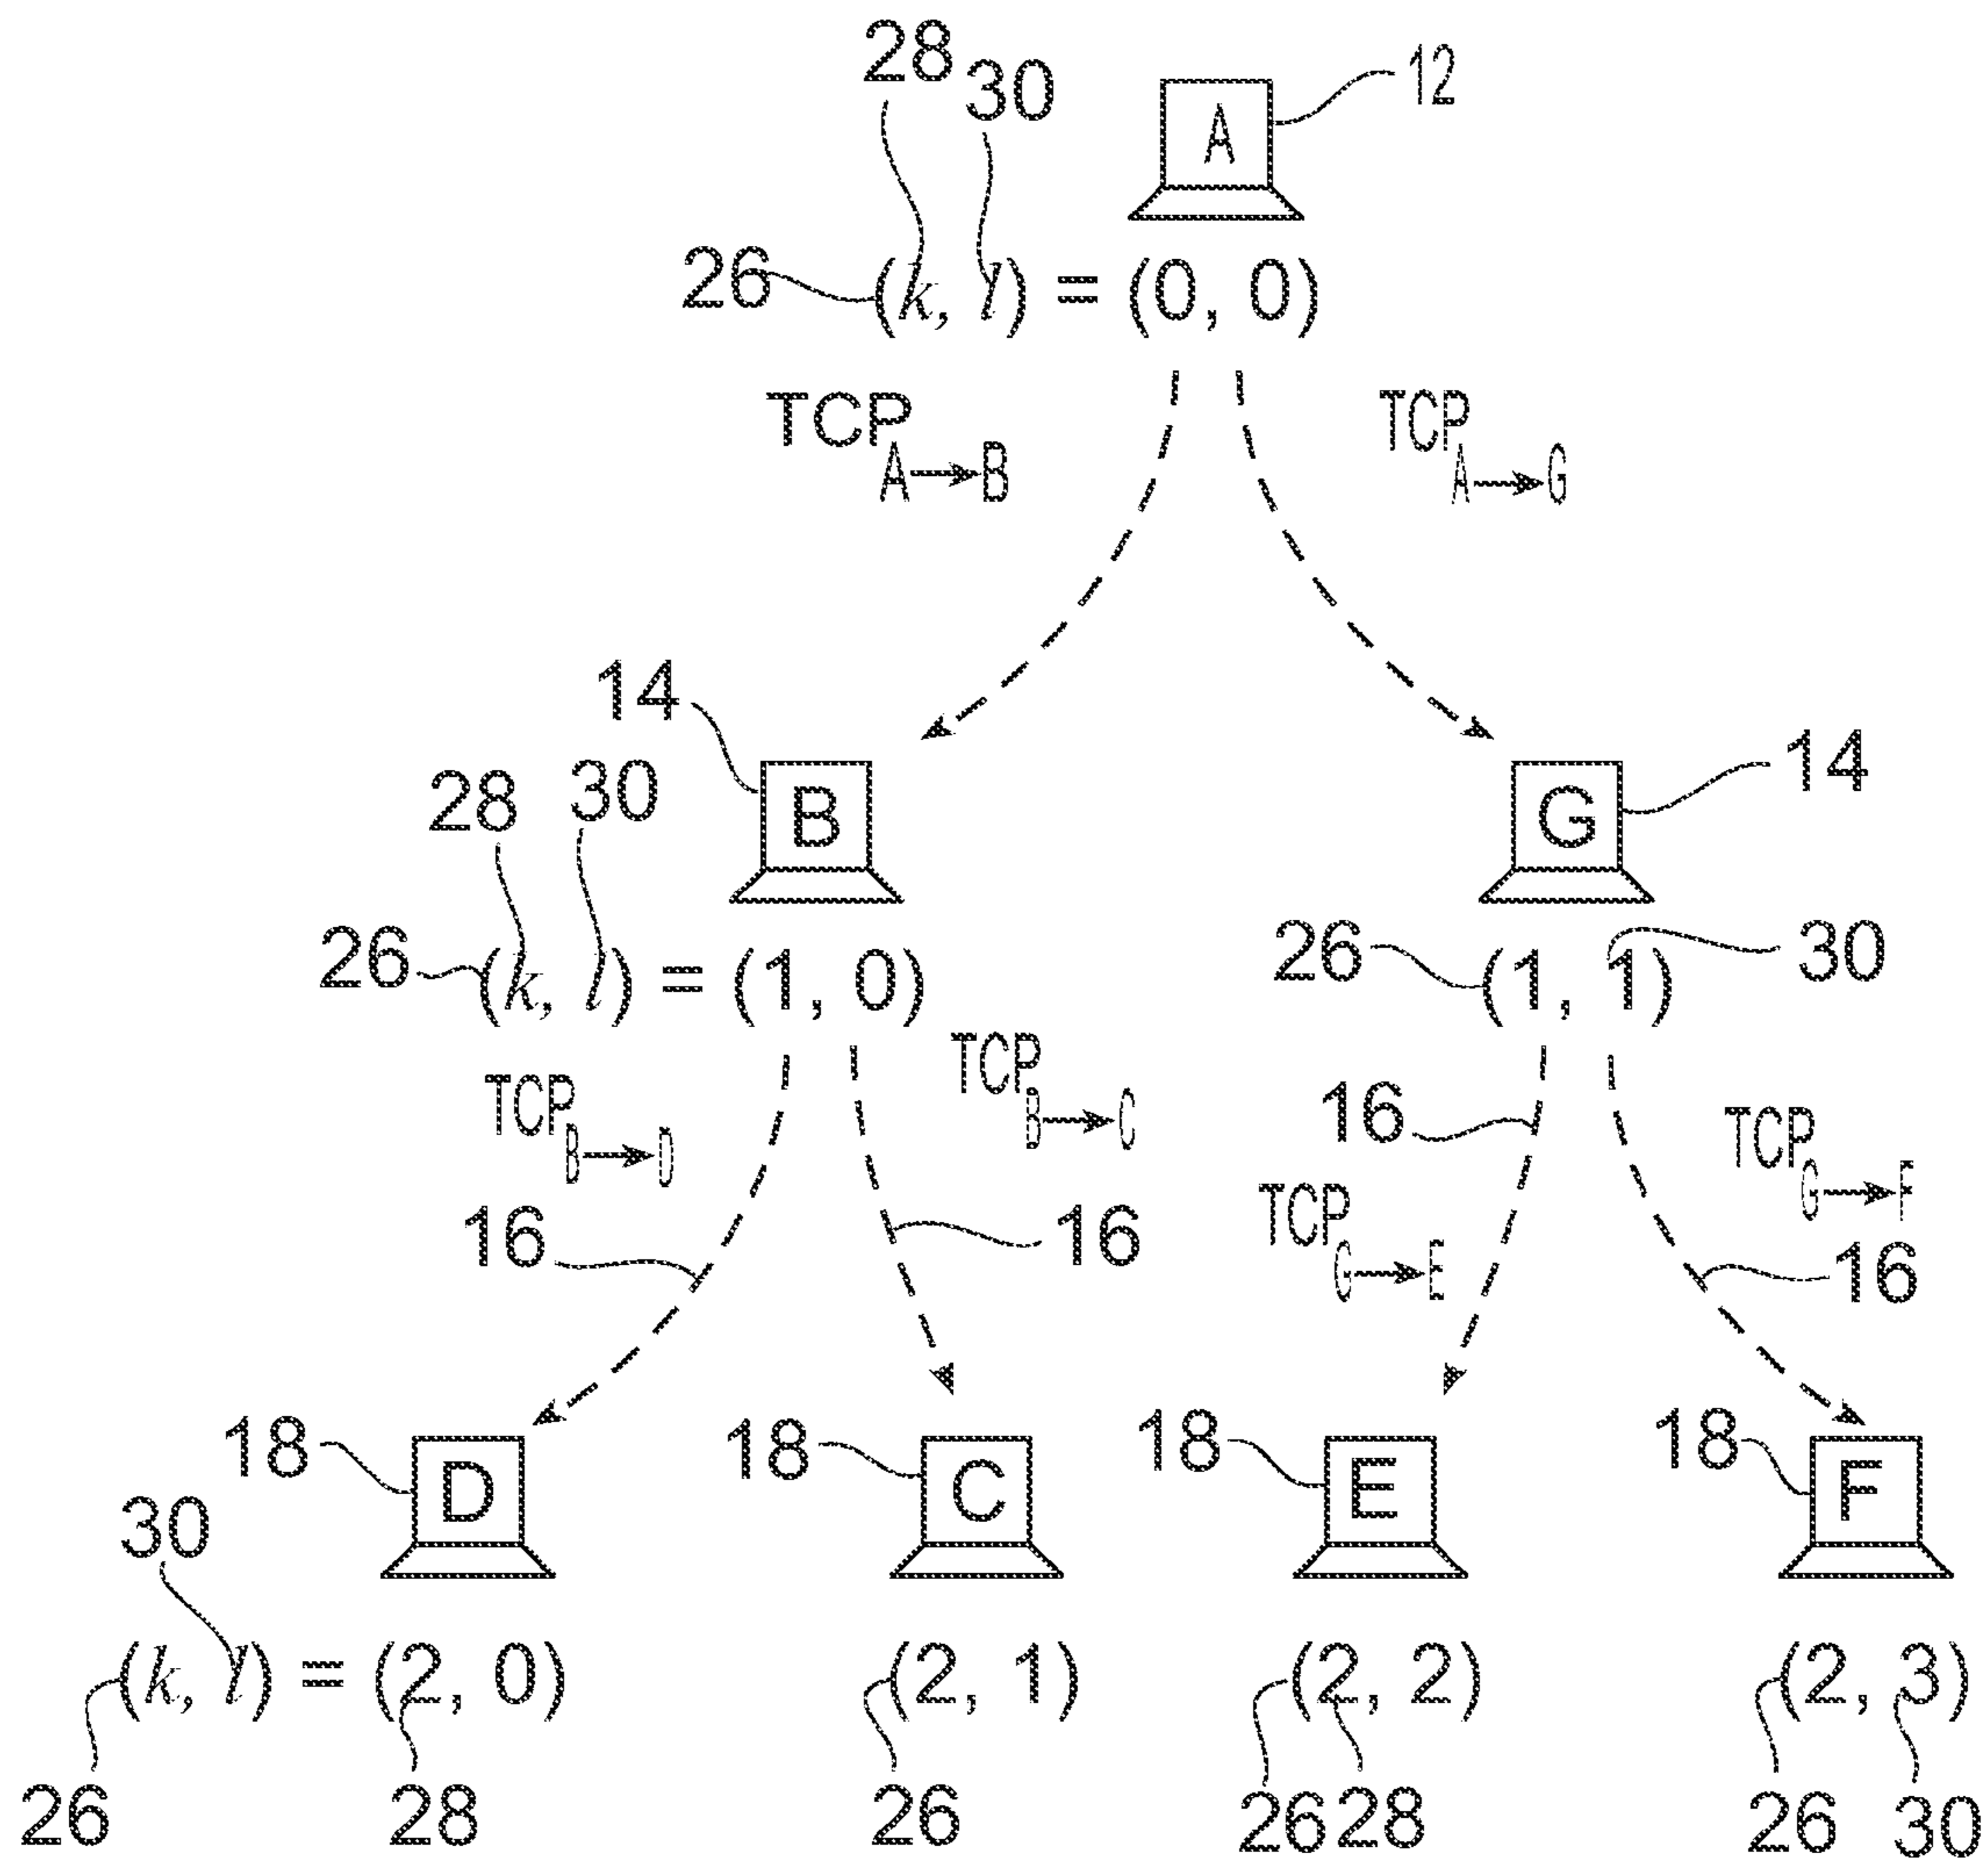 28 30 A 12
26 (k, l) = (0, 0)
TCP A→B TCP A→G
14 B G 14
28 30
26 (k, l) = (1, 0) 26 (1, 1) 30
TCP B→D TCP B→C 16 TCP G→F
16 16 TCP G→E 16
18 D 18 C 18 E 18 F
30
(k, l) = (2, 0) (2, 1) (2, 2) (2, 3)
26 28 26 26 28 26 30